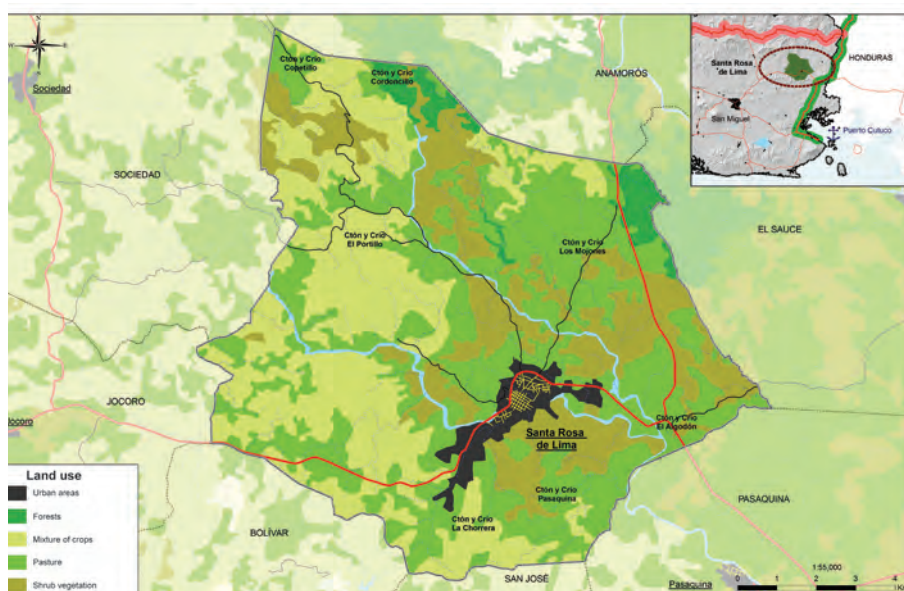 N
W
E
S
Sociedad
SOCIEDAD
Ctón y Crío
Copetillo
Ctón y Crío
Cordoncillo
ANAMORÓS
Santa Rosa
de Lima
HONDURAS
San Miguel
Puerto Cutuco
EL SAUCE
Ctón y Crío
El Portillo
Ctón y Crío
Los Mojones
JOCORO
Jocoro
Santa Rosa
de Lima
Ctón y Crío
El Algodón
Ctón y Crío
Pasaquina
Ctón y Crío
La Chorrera
PASAQUINA
BOLÍVAR
SAN JOSÉ
Pasaquina
Land use
Urban areas
Forests
Mixture of crops
Pasture
Shrub vegetation
1:55,000
0 1 2 3 4